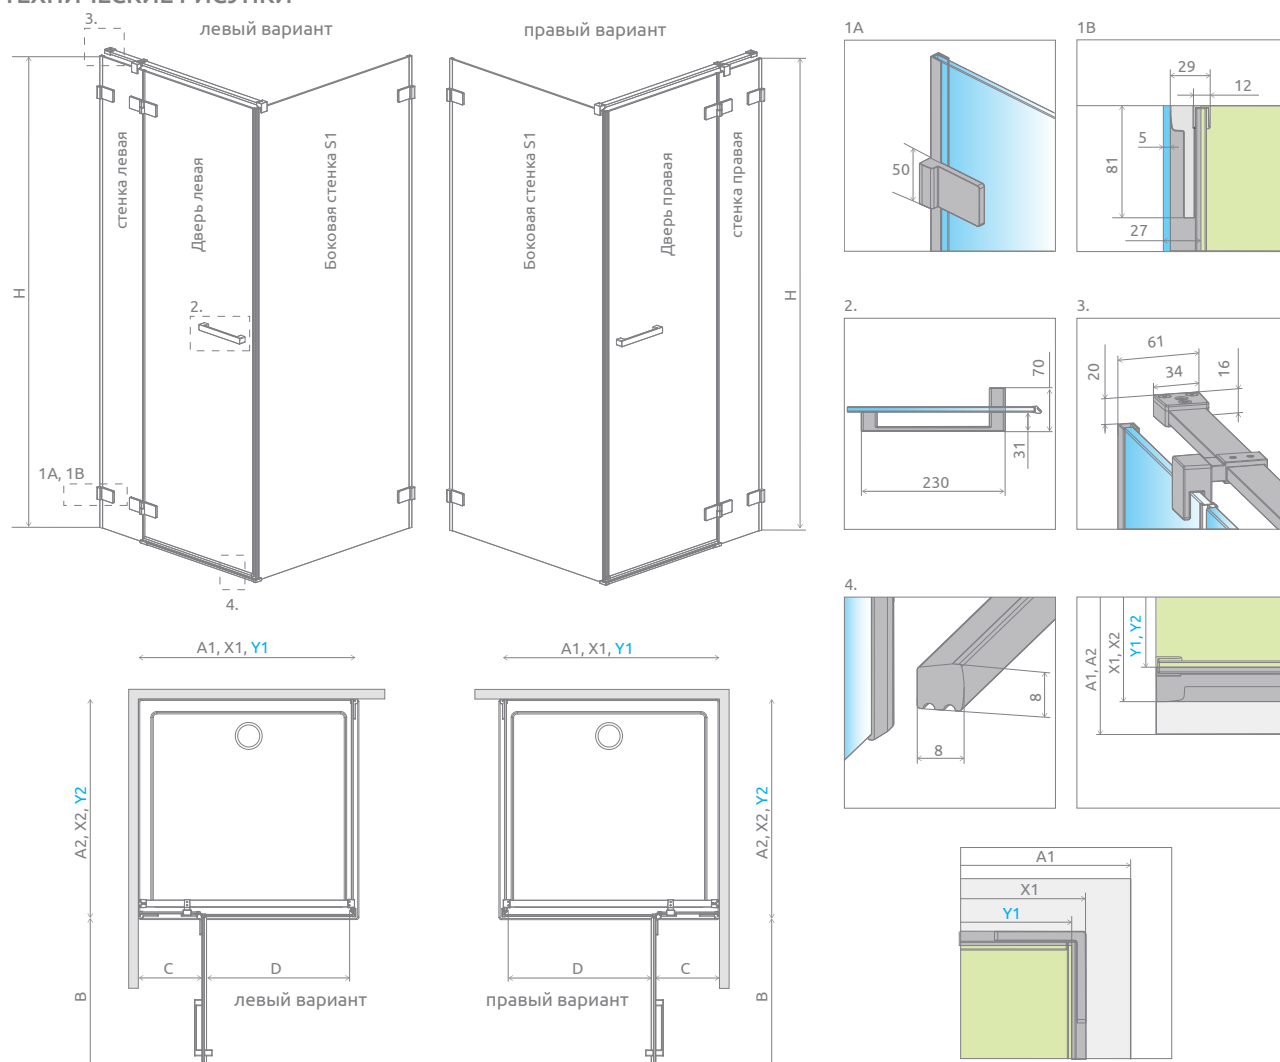 ТЕХНИЧЕСКИЕ РИСУНКИ
3.
левый вариант
правый вариант
H
стенка левая
Дверь левая
Боковая стенка S1
2.
1A, 1B
4.
Боковая стенка S1
Дверь правая
стенка правая
H
1A
50
1B
29
12
5
81
27
2.
70
31
230
3.
61
34
20
16
4.
8
8
A1, A2
X1, X2
Y1, Y2
A1, X1, Y1
A2, X2, Y2
B
C
D
левый вариант
A1, X1, Y1
A2, X2, Y2
B
D
C
правый вариант
A1
X1
Y1